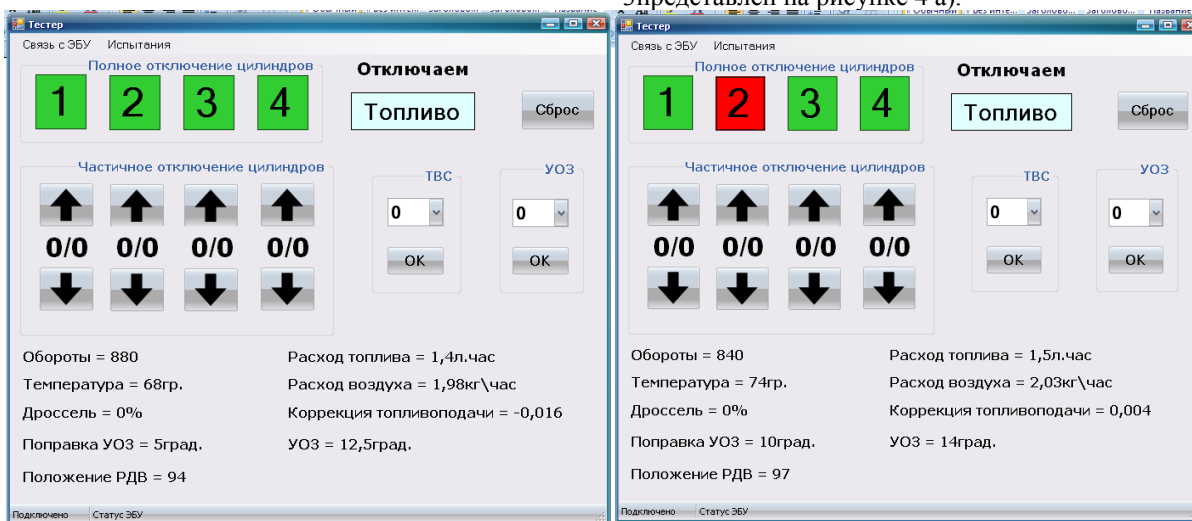 представлен на рисунке 4 а).
Тестер
Связь с ЭБУ Испытания
Полное отключение цилиндров
Отключаем
1 2 3 4
Топливо
Сброс
Частичное отключение цилиндров
ТВС
УОЗ
0
0
0/0 0/0 0/0 0/0
OK
OK
Обороты = 880
Расход топлива = 1,4л.час
Температура = 68гр.
Расход воздуха = 1,98кг\час
Дроссель = 0%
Коррекция топливоподачи = -0,016
Поправка УОЗ = 5град.
УОЗ = 12,5град.
Положение РДВ = 94
Подключено Статус ЭБУ
Тестер
Связь с ЭБУ Испытания
Полное отключение цилиндров
Отключаем
1 2 3 4
Топливо
Сброс
Частичное отключение цилиндров
ТВС
УОЗ
0
0
0/0 0/0 0/0 0/0
OK
OK
Обороты = 840
Расход топлива = 1,5л.час
Температура = 74гр.
Расход воздуха = 2,03кг\час
Дроссель = 0%
Коррекция топливоподачи = 0,004
Поправка УОЗ = 10град.
УОЗ = 14град.
Положение РДВ = 97
Подключено Статус ЭБУ